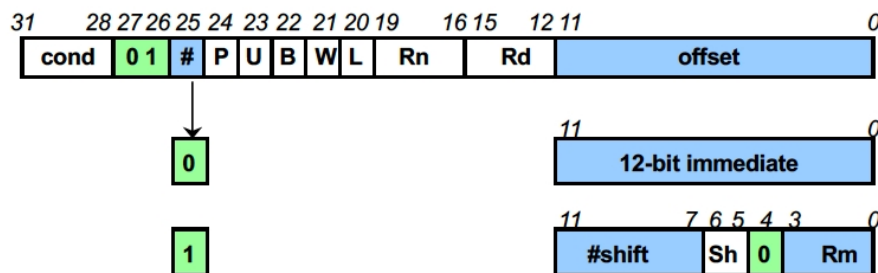 31 28 27 26 25 24 23 22 21 20 19 16 15 12 11 0
cond 0 1 # P U B W L Rn Rd offset
11 0
0 12-bit immediate
11 7 6 5 4 3 0
1 #shift Sh 0 Rm